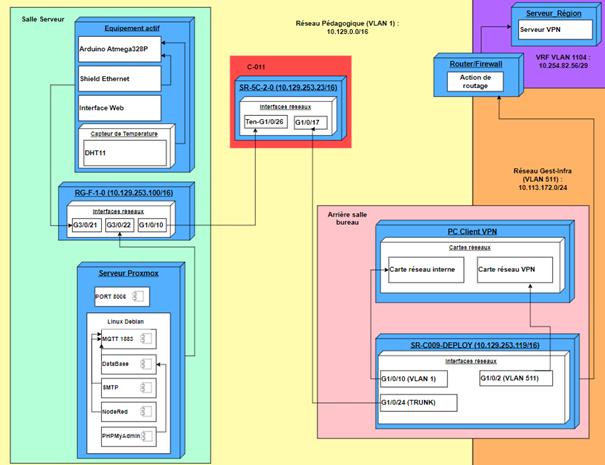 Salle Serveur
Equipement actif
Arduino Atmega328P
Shield Ethernet
Interface Web
Capteur de Température
DHT11
RG-F-1-0 (10.129.253.100/16)
Interfaces réseaux
G3/0/21
G3/0/22
G1/0/10
Serveur Proxmox
PORT 8006
Linux Debian
MQTT 1883
DataBase
SMTP
NodeRed
PHPMyAdmin
Réseau Pédagogique (VLAN 1) :
10.129.0.0/16
C-011
SR-5C-2-0 (10.129.253.23/16)
Interfaces réseaux
Ten-G1/0/26
G1/0/17
Serveur_Région
Serveur VPN
VRF VLAN 1104 :
10.254.82.56/29
Router/Firewall
Action de
routage
Réseau Gest-Infra
(VLAN 511) :
10.113.172.0/24
Arrière salle
bureau
PC Client VPN
Cartes réseaux
Carte réseau interne
Carte réseau VPN
SR-C009-DEPLOY (10.129.253.119/16)
Interfaces réseaux
G1/0/10 (VLAN 1)
G1/0/2 (VLAN 511)
G1/0/24 (TRUNK)